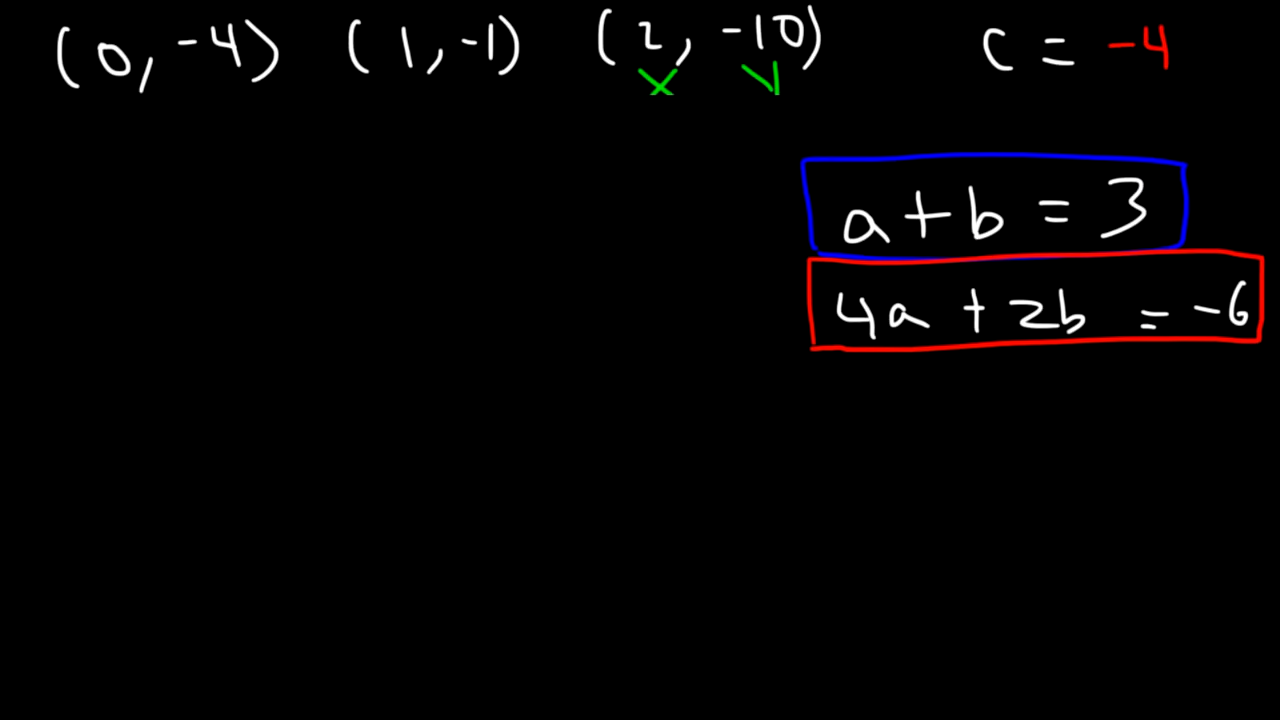 (0, -4) (1, -1) (2, -10) C = -4
x y
a + b = 3
4a + 2b = -6